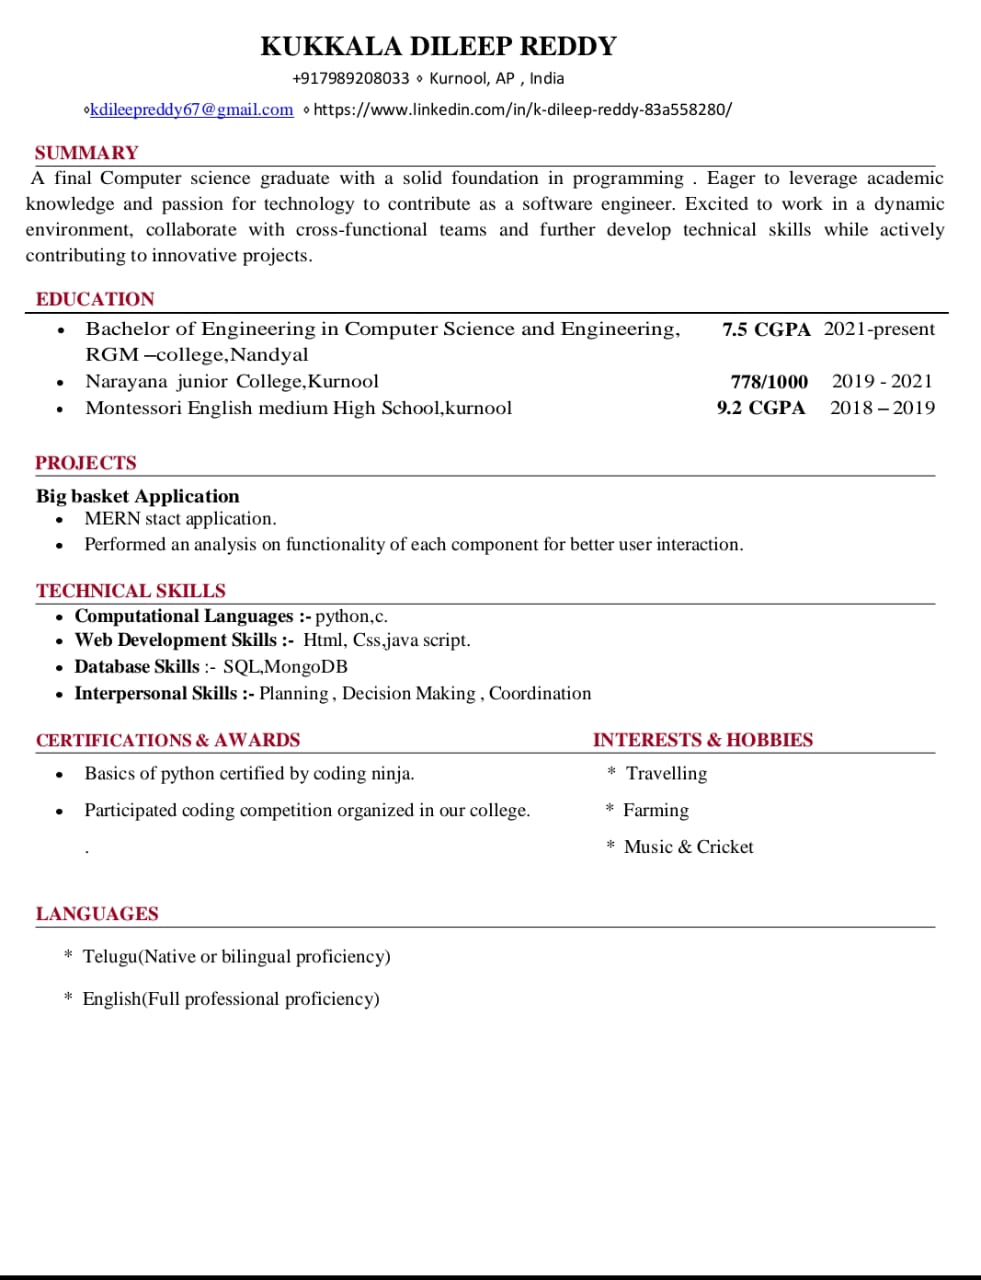 KUKKALA DILEEP REDDY
+917989208033 ⬨ Kurnool, AP , India
⬨kdileepreddy67@gmail.com ⬨ https://www.linkedin.com/in/k-dileep-reddy-83a558280/
SUMMARY
A final Computer science graduate with a solid foundation in programming . Eager to leverage academic
knowledge and passion for technology to contribute as a software engineer. Excited to work in a dynamic
environment, collaborate with cross-functional teams and further develop technical skills while actively
contributing to innovative projects.
EDUCATION
• Bachelor of Engineering in Computer Science and Engineering, 7.5 CGPA 2021-present
RGM –college,Nandyal
• Narayana junior College,Kurnool 778/1000 2019 - 2021
• Montessori English medium High School,kurnool 9.2 CGPA 2018 – 2019
PROJECTS
Big basket Application
• MERN stact application.
• Performed an analysis on functionality of each component for better user interaction.
TECHNICAL SKILLS
• Computational Languages :- python,c.
• Web Development Skills :- Html, Css,java script.
• Database Skills :- SQL,MongoDB
• Interpersonal Skills :- Planning , Decision Making , Coordination
CERTIFICATIONS & AWARDS INTERESTS & HOBBIES
• Basics of python certified by coding ninja. * Travelling
• Participated coding competition organized in our college. * Farming
. * Music & Cricket
LANGUAGES
* Telugu(Native or bilingual proficiency)
* English(Full professional proficiency)